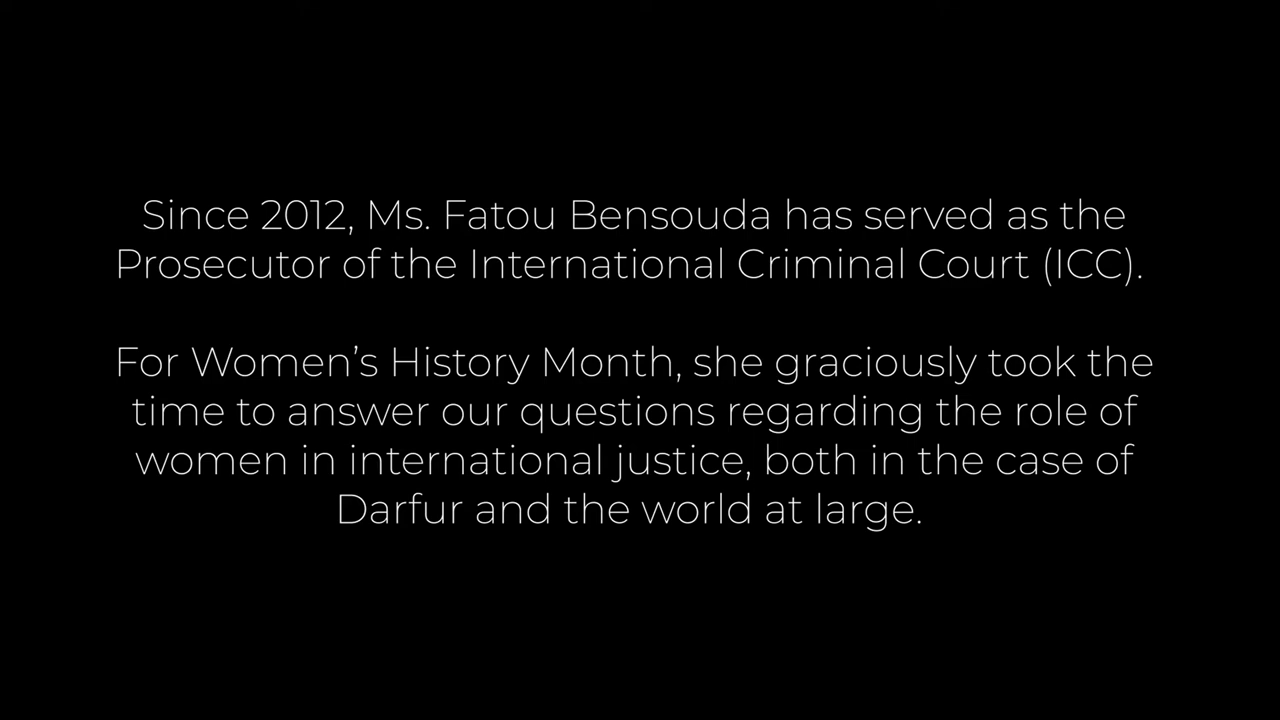 Since 2012, Ms. Fatou Bensouda has served as the
Prosecutor of the International Criminal Court (ICC).
For Women’s History Month, she graciously took the
time to answer our questions regarding the role of
women in international justice, both in the case of
Darfur and the world at large.